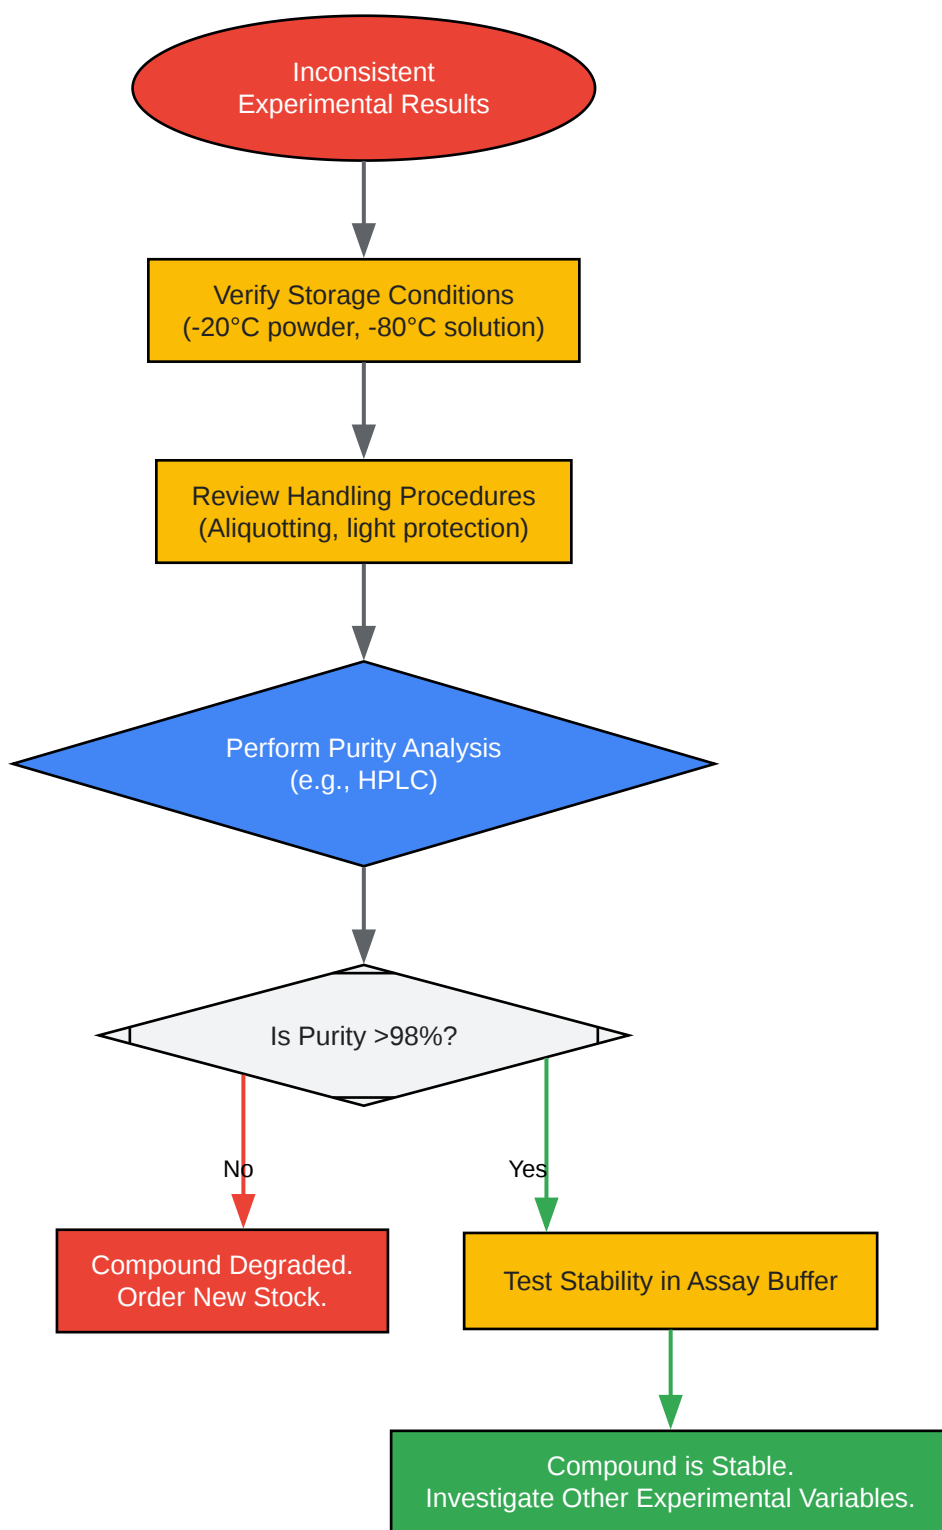 Inconsistent
Experimental Results
Verify Storage Conditions
(-20°C powder, -80°C solution)
Review Handling Procedures
(Aliquotting, light protection)
Perform Purity Analysis
(e.g., HPLC)
Is Purity >98%?
No
Yes
Compound Degraded.
Order New Stock.
Test Stability in Assay Buffer
Compound is Stable.
Investigate Other Experimental Variables.